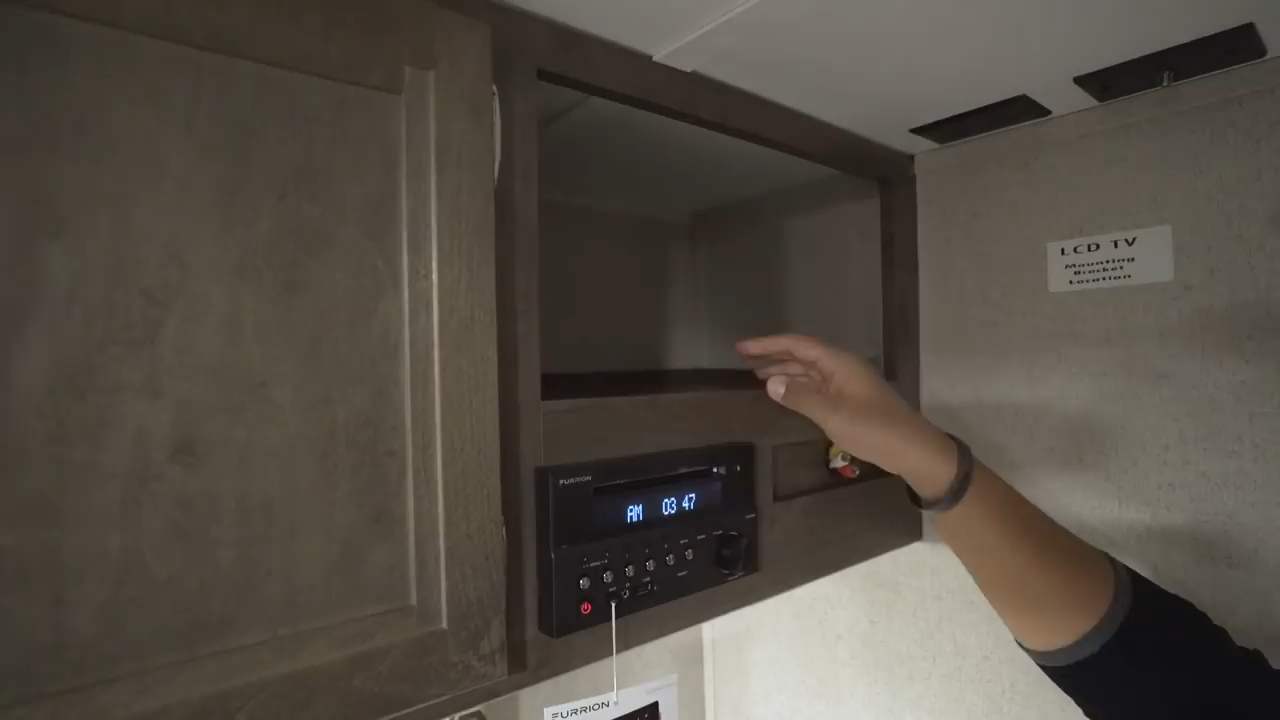 LCD TV
Mounting
Bracket
Location
FURRION
AM 03 47
FURRION